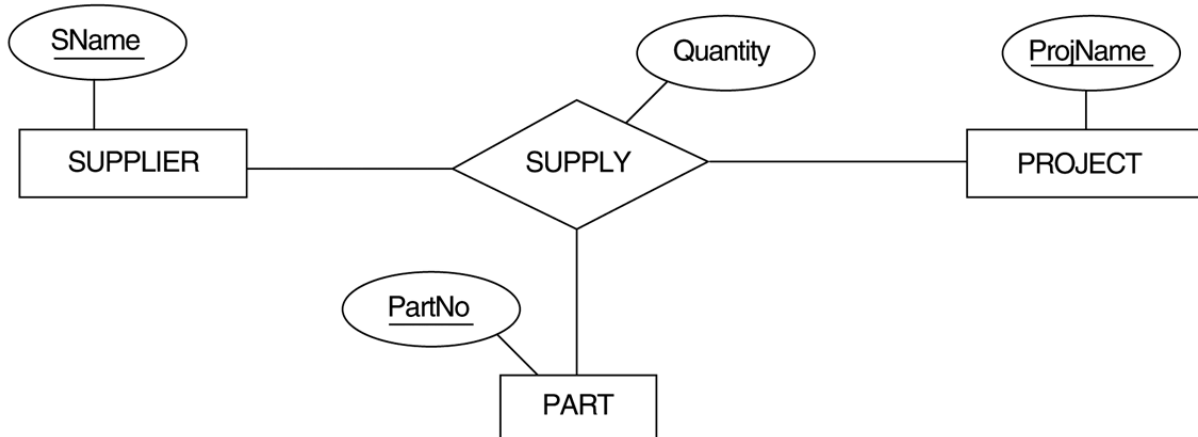 SName
Quantity
ProjName
SUPPLIER
SUPPLY
PROJECT
PartNo
PART